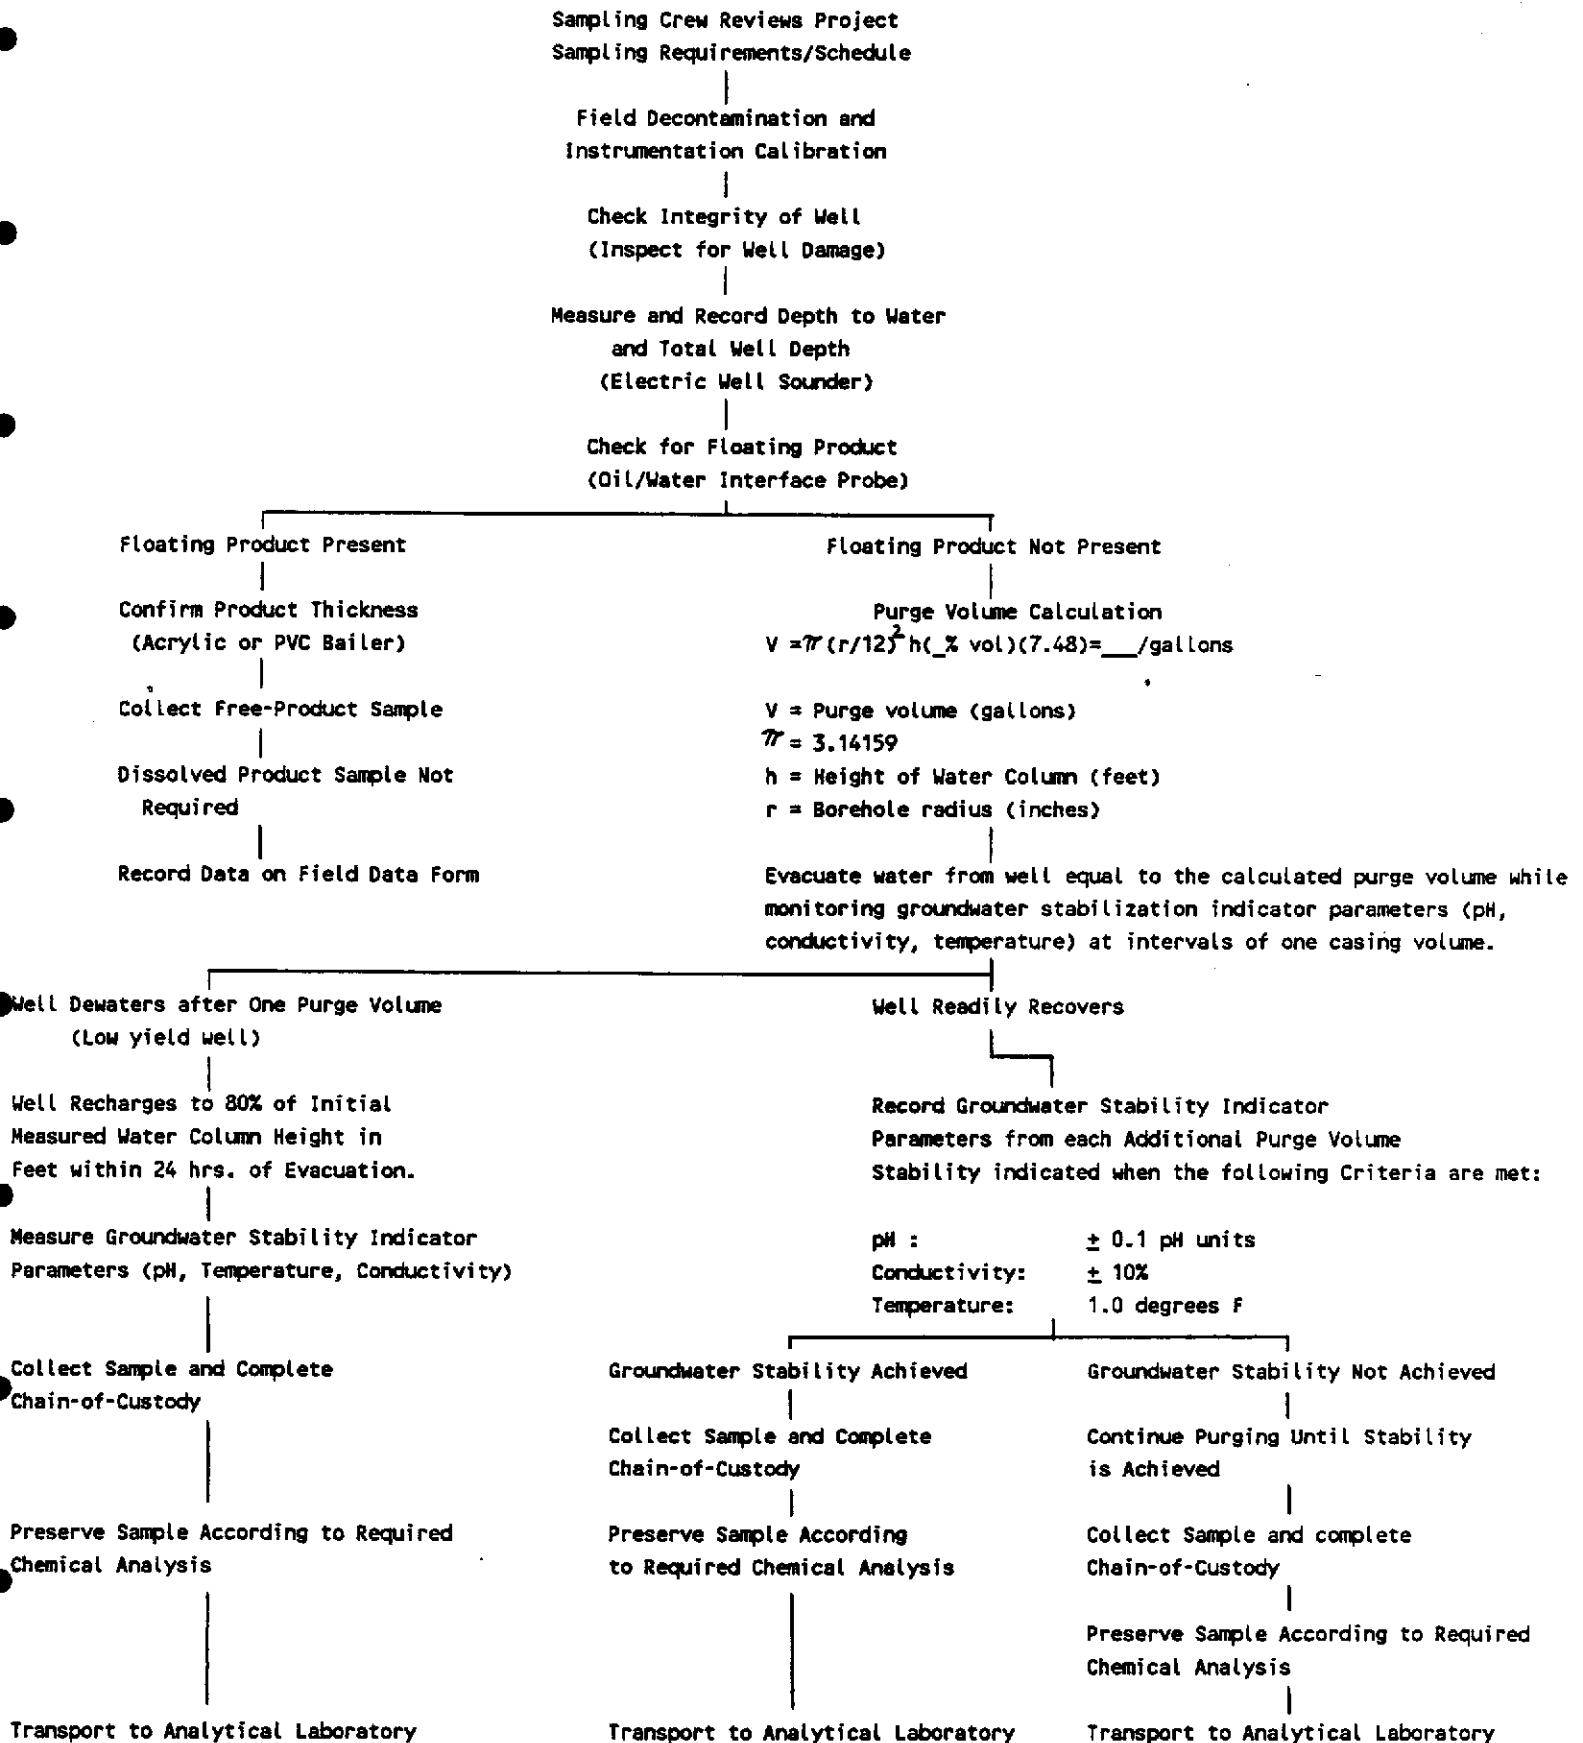 Sampling Crew Reviews Project
Sampling Requirements/Schedule
Field Decontamination and
Instrumentation Calibration
Check Integrity of Well
(Inspect for Well Damage)
Measure and Record Depth to Water
and Total Well Depth
(Electric Well Sounder)
Check for Floating Product
(Oil/Water Interface Probe)
Floating Product Present
Confirm Product Thickness
(Acrylic or PVC Bailer)
Collect Free-Product Sample
Dissolved Product Sample Not
Required
Record Data on Field Data Form
Floating Product Not Present
Purge Volume Calculation
V =π(r/12)² h(_% vol)(7.48)=___/gallons
V = Purge volume (gallons)
π = 3.14159
h = Height of Water Column (feet)
r = Borehole radius (inches)
Evacuate water from well equal to the calculated purge volume while
monitoring groundwater stabilization indicator parameters (pH,
conductivity, temperature) at intervals of one casing volume.
Well Dewaters after One Purge Volume
(Low yield well)
Well Recharges to 80% of Initial
Measured Water Column Height in
Feet within 24 hrs. of Evacuation.
Measure Groundwater Stability Indicator
Parameters (pH, Temperature, Conductivity)
Collect Sample and Complete
Chain-of-Custody
Preserve Sample According to Required
Chemical Analysis
Transport to Analytical Laboratory
Well Readily Recovers
Record Groundwater Stability Indicator
Parameters from each Additional Purge Volume
Stability indicated when the following Criteria are met:
pH : ± 0.1 pH units
Conductivity: ± 10%
Temperature: 1.0 degrees F
Groundwater Stability Achieved
Collect Sample and Complete
Chain-of-Custody
Preserve Sample According
to Required Chemical Analysis
Transport to Analytical Laboratory
Groundwater Stability Not Achieved
Continue Purging Until Stability
is Achieved
Collect Sample and complete
Chain-of-Custody
Preserve Sample According to Required
Chemical Analysis
Transport to Analytical Laboratory